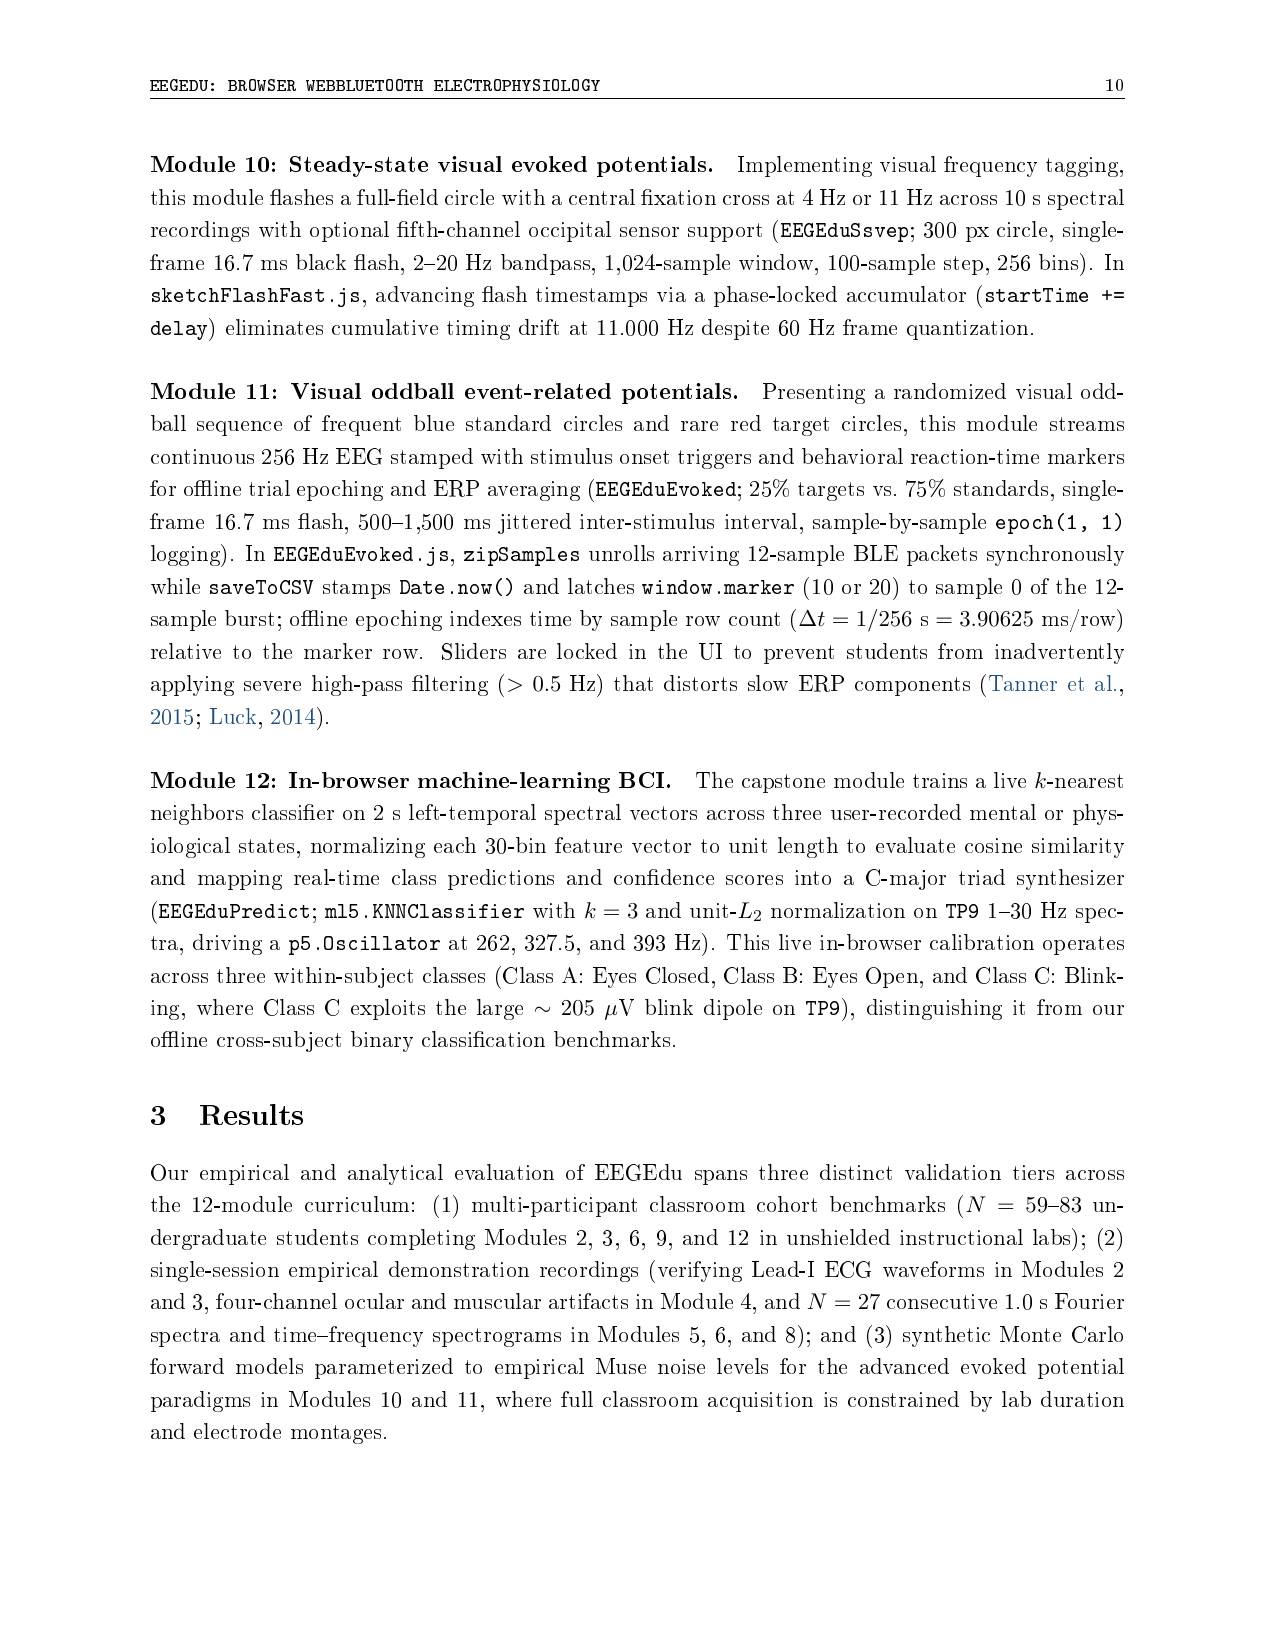 EEGEDU: BROWSER WEBBLUETOOTH ELECTROPHYSIOLOGY 10
Module 10: Steady-state visual evoked potentials. Implementing visual frequency tagging,
this module flashes a full-field circle with a central fixation cross at 4 Hz or 11 Hz across 10 s spectral
recordings with optional fifth-channel occipital sensor support (EEGEduSsvep; 300 px circle, single-
frame 16.7 ms black flash, 2–20 Hz bandpass, 1,024-sample window, 100-sample step, 256 bins). In
sketchFlashFast.js, advancing flash timestamps via a phase-locked accumulator (startTime +=
delay) eliminates cumulative timing drift at 11.000 Hz despite 60 Hz frame quantization.
Module 11: Visual oddball event-related potentials. Presenting a randomized visual odd-
ball sequence of frequent blue standard circles and rare red target circles, this module streams
continuous 256 Hz EEG stamped with stimulus onset triggers and behavioral reaction-time markers
for offline trial epoching and ERP averaging (EEGEduEvoked; 25% targets vs. 75% standards, single-
frame 16.7 ms flash, 500–1,500 ms jittered inter-stimulus interval, sample-by-sample epoch(1, 1)
logging). In EEGEduEvoked.js, zipSamples unrolls arriving 12-sample BLE packets synchronously
while saveToCSV stamps Date.now() and latches window.marker (10 or 20) to sample 0 of the 12-
sample burst; offline epoching indexes time by sample row count (Δt = 1/256 s = 3.90625 ms/row)
relative to the marker row. Sliders are locked in the UI to prevent students from inadvertently
applying severe high-pass filtering (> 0.5 Hz) that distorts slow ERP components (Tanner et al.,
2015; Luck, 2014).
Module 12: In-browser machine-learning BCI. The capstone module trains a live k-nearest
neighbors classifier on 2 s left-temporal spectral vectors across three user-recorded mental or phys-
iological states, normalizing each 30-bin feature vector to unit length to evaluate cosine similarity
and mapping real-time class predictions and confidence scores into a C-major triad synthesizer
(EEGEduPredict; ml5.KNNClassifier with k = 3 and unit-L2 normalization on TP9 1–30 Hz spec-
tra, driving a p5.Oscillator at 262, 327.5, and 393 Hz). This live in-browser calibration operates
across three within-subject classes (Class A: Eyes Closed, Class B: Eyes Open, and Class C: Blink-
ing, where Class C exploits the large ∼ 205 μV blink dipole on TP9), distinguishing it from our
offline cross-subject binary classification benchmarks.
3 Results
Our empirical and analytical evaluation of EEGEdu spans three distinct validation tiers across
the 12-module curriculum: (1) multi-participant classroom cohort benchmarks (N = 59–83 un-
dergraduate students completing Modules 2, 3, 6, 9, and 12 in unshielded instructional labs); (2)
single-session empirical demonstration recordings (verifying Lead-I ECG waveforms in Modules 2
and 3, four-channel ocular and muscular artifacts in Module 4, and N = 27 consecutive 1.0 s Fourier
spectra and time–frequency spectrograms in Modules 5, 6, and 8); and (3) synthetic Monte Carlo
forward models parameterized to empirical Muse noise levels for the advanced evoked potential
paradigms in Modules 10 and 11, where full classroom acquisition is constrained by lab duration
and electrode montages.